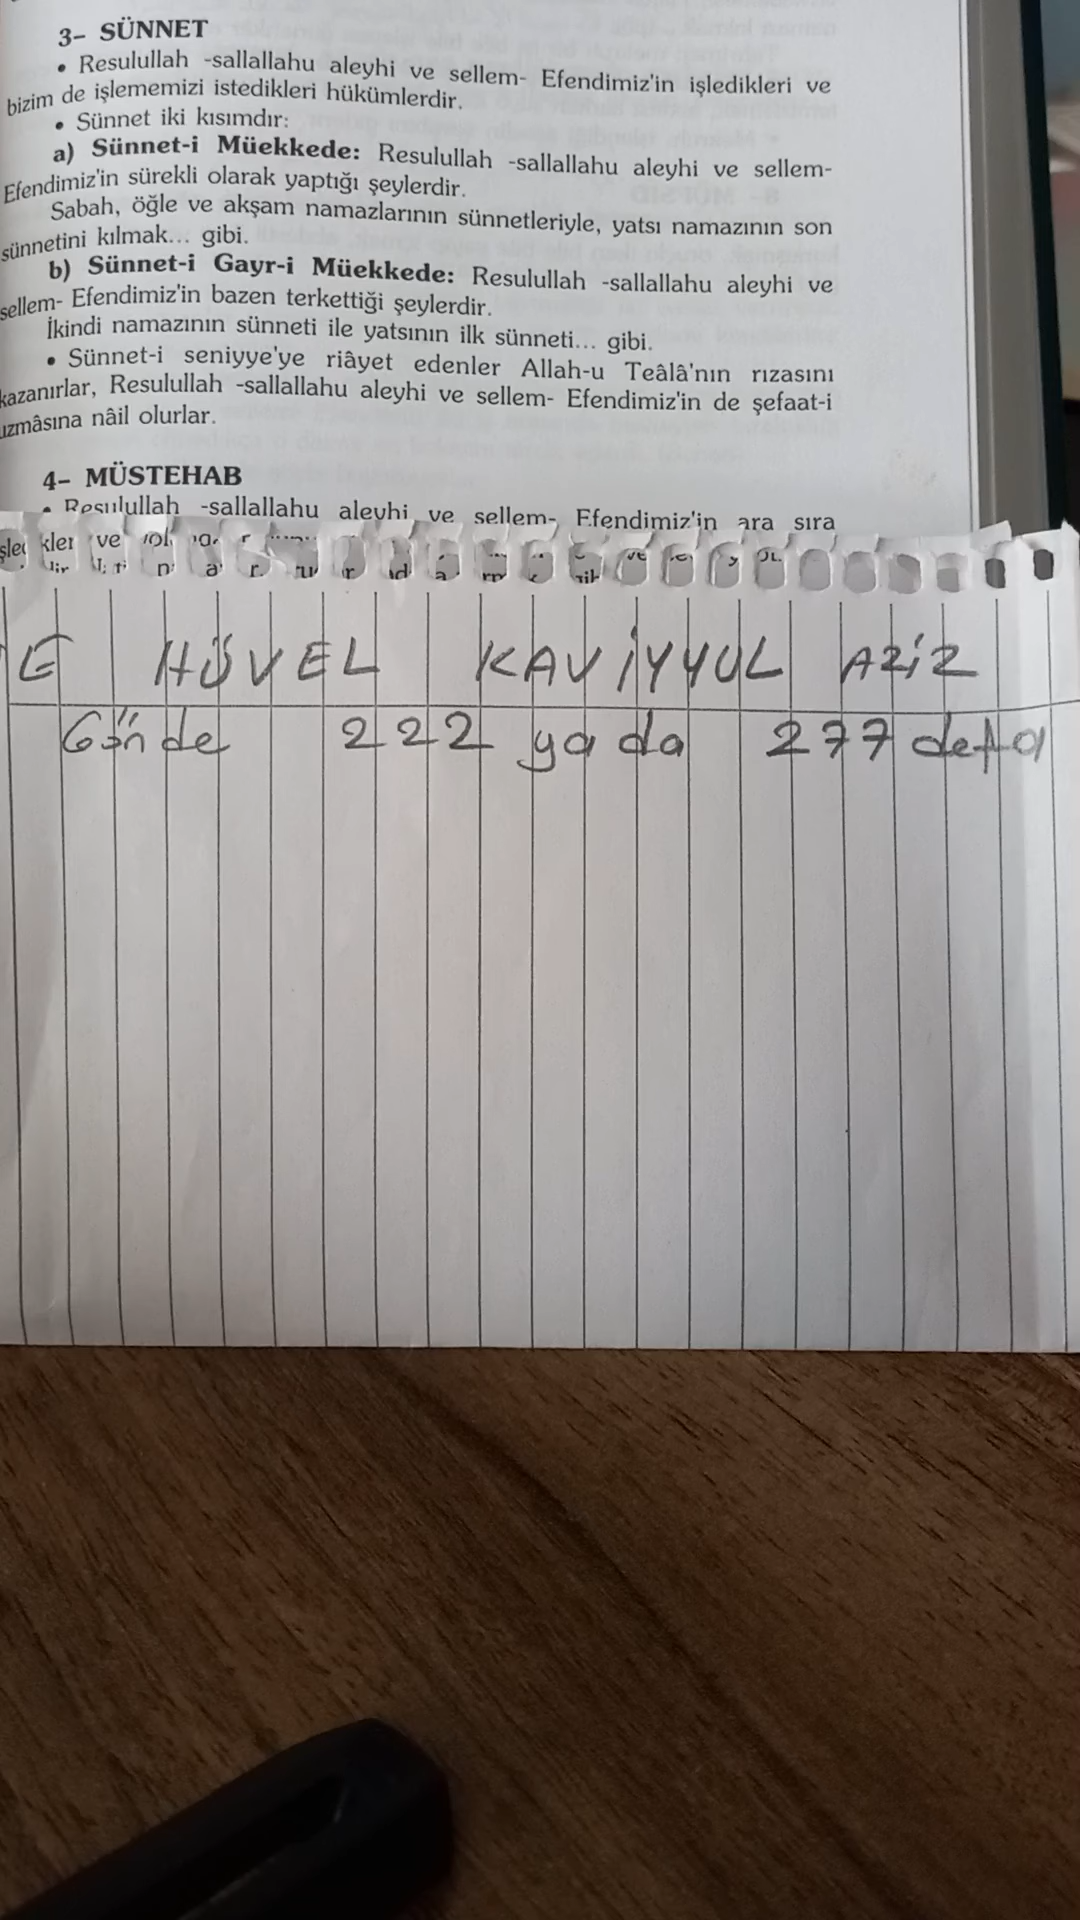 3- SÜNNET
• Resulullah -sallallahu aleyhi ve sellem- Efendimiz'in işledikleri ve
bizim de işlememizi istedikleri hükümlerdir.
• Sünnet iki kısımdır:
a) Sünnet-i Müekkede: Resulullah -sallallahu aleyhi ve sellem-
Efendimiz'in sürekli olarak yaptığı şeylerdir.
Sabah, öğle ve akşam namazlarının sünnetleriyle, yatsı namazının son
sünnetini kılmak... gibi.
b) Sünnet-i Gayr-i Müekkede: Resulullah -sallallahu aleyhi ve
sellem- Efendimiz'in bazen terkettiği şeylerdir.
İkindi namazının sünneti ile yatsının ilk sünneti... gibi.
• Sünnet-i seniyye'ye riâyet edenler Allah-u Teâlâ'nın rızasını
kazanırlar, Resulullah -sallallahu aleyhi ve sellem- Efendimiz'in de şefaat-i
uzmâsına nâil olurlar.
4- MÜSTEHAB
• Resulullah -sallallahu aleyhi ve sellem- Efendimiz'in ara sıra
ve
HÜVEL KAVİYYUL AZİZ
Günde 222 ya da 277 defa